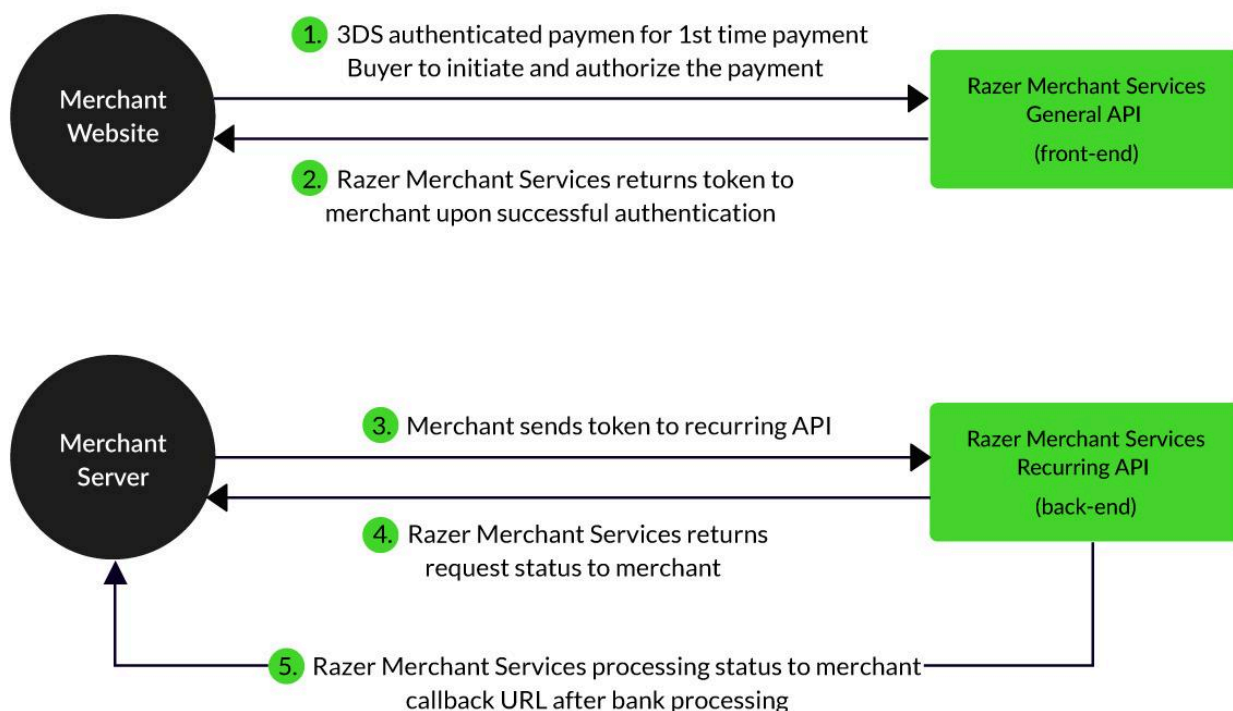 1. 3DS authenticated paymen for 1st time payment
Buyer to initiate and authorize the payment
Merchant
Website
Razer Merchant Services
General API
(front-end)
2. Razer Merchant Services returns token to
merchant upon successful authentication
3. Merchant sends token to recurring API
Merchant
Server
Razer Merchant Services
Recurring API
(back-end)
4. Razer Merchant Services returns
request status to merchant
5. Razer Merchant Services processing status to merchant
callback URL after bank processing